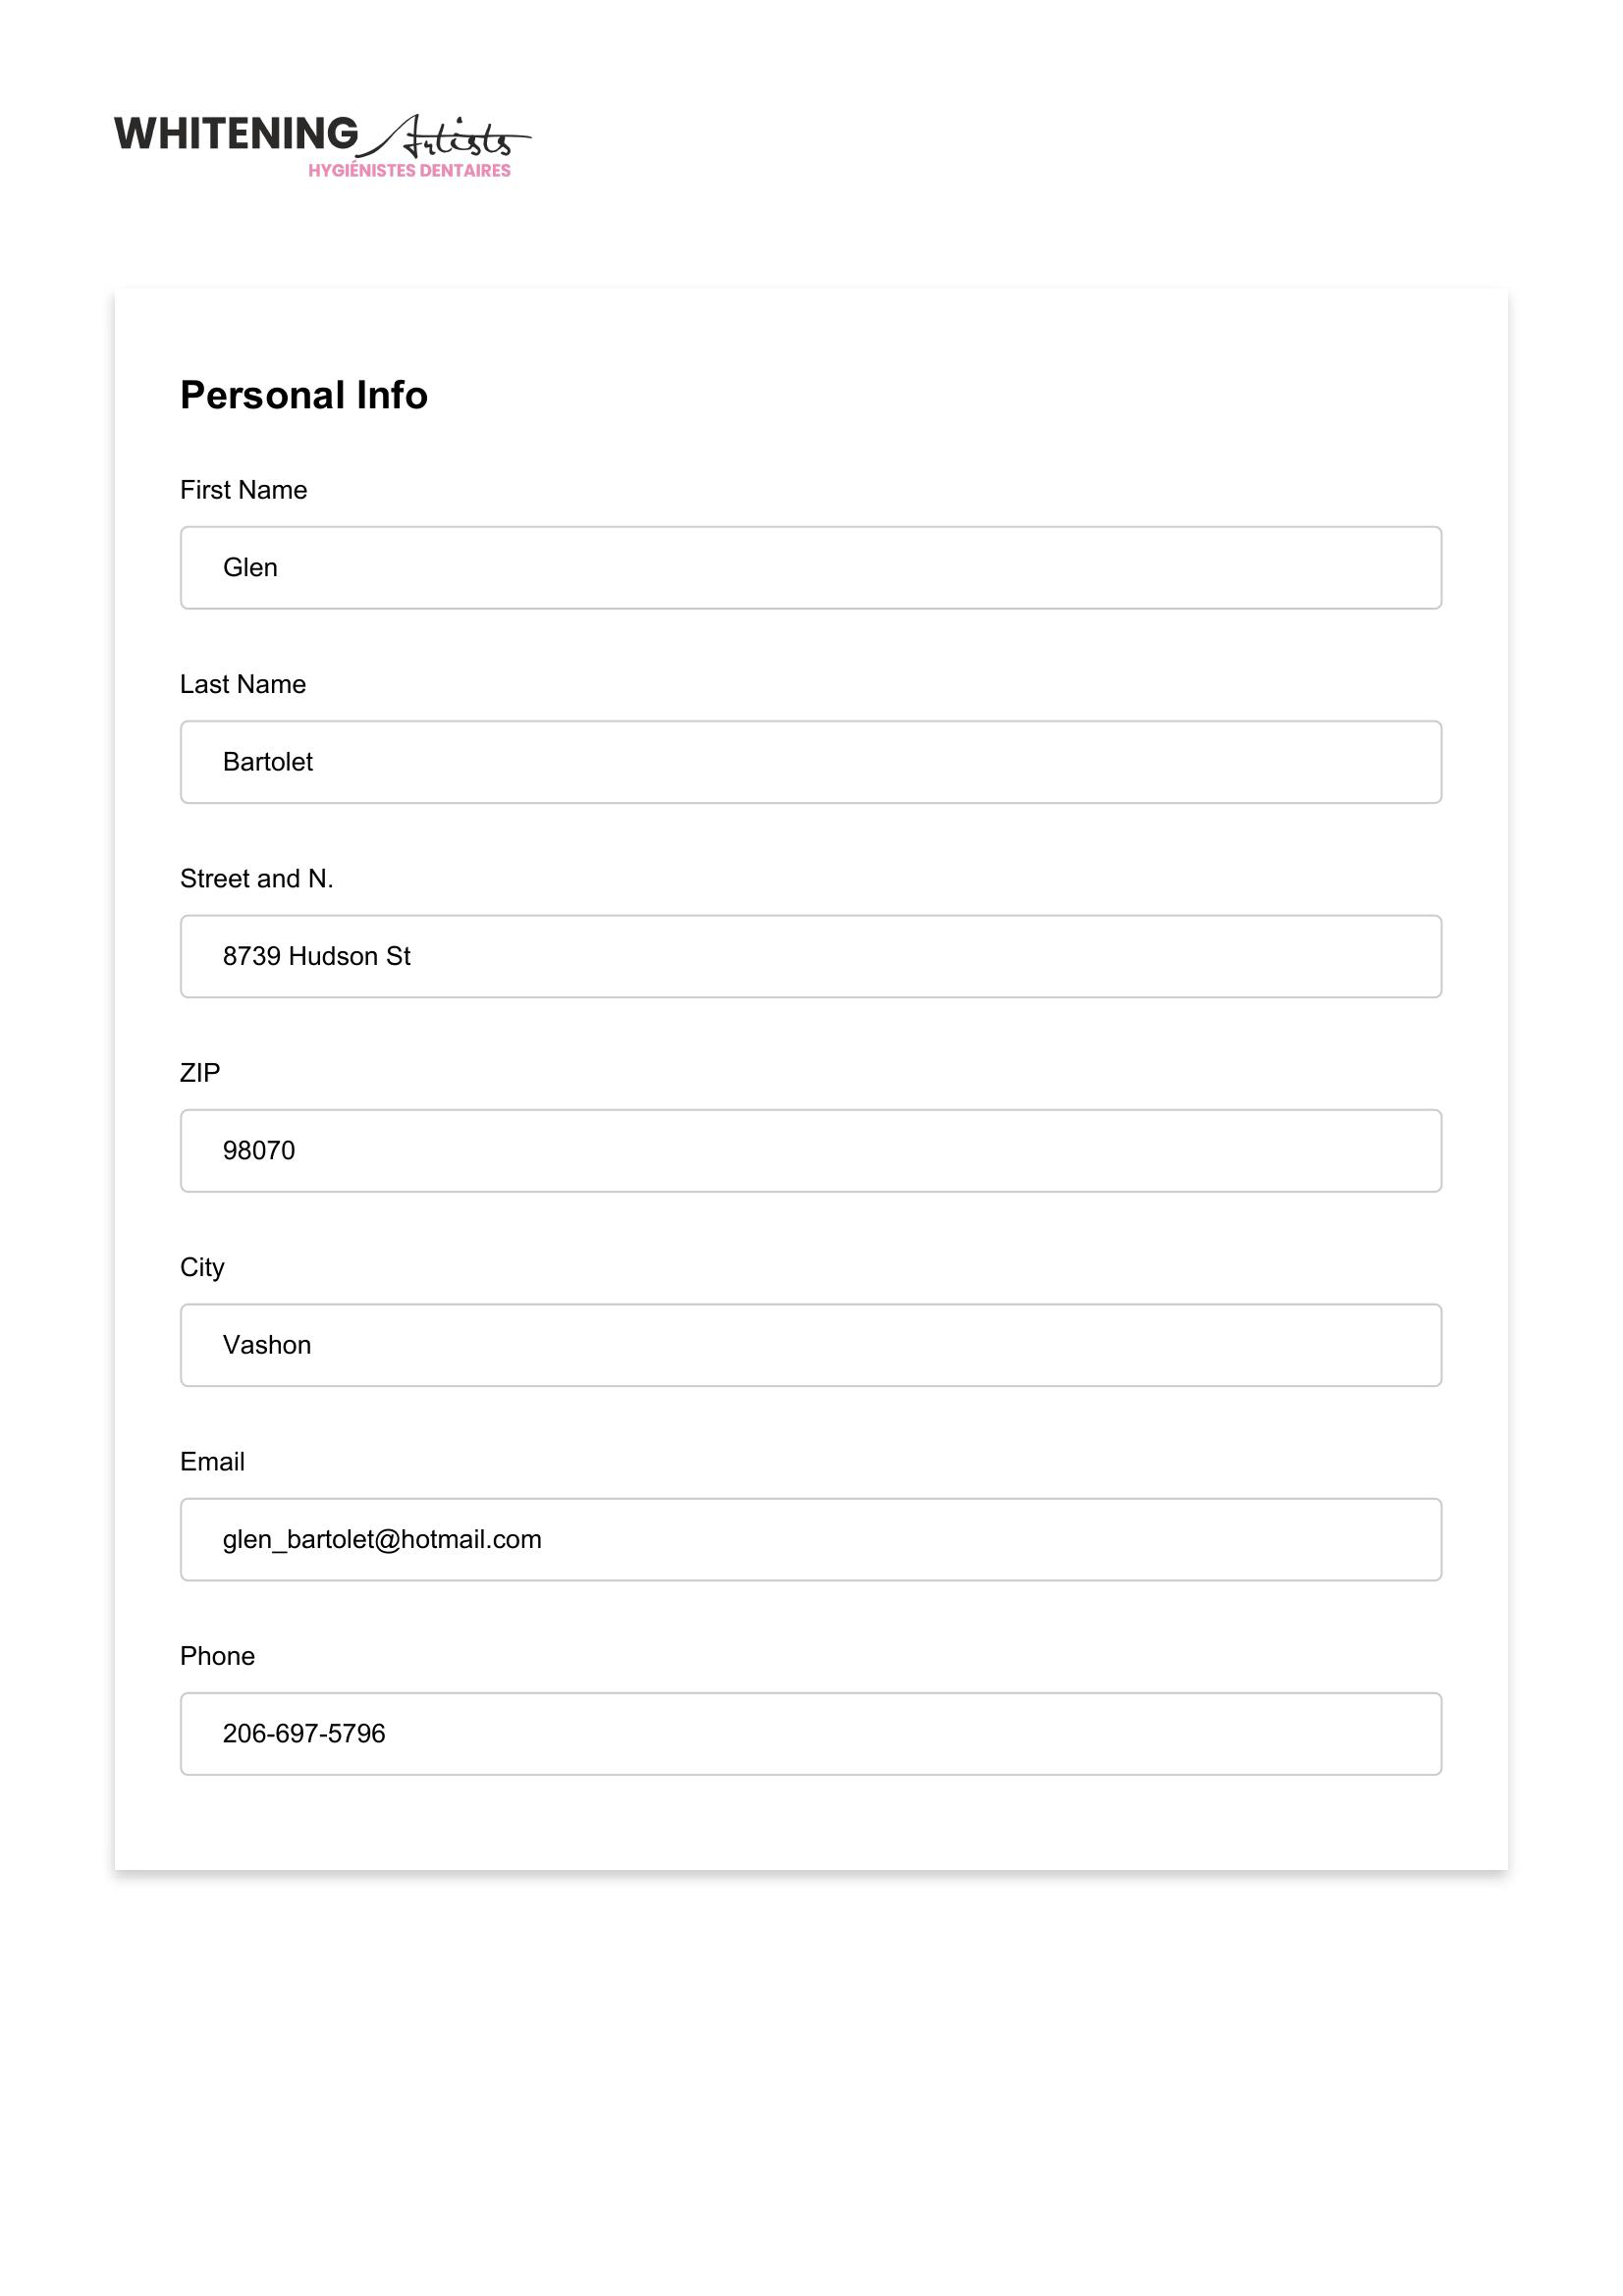 WHITENING Artists
HYGIÉNISTES DENTAIRES
Personal Info
First Name
Glen
Last Name
Bartolet
Street and N.
8739 Hudson St
ZIP
98070
City
Vashon
Email
glen_bartolet@hotmail.com
Phone
206-697-5796